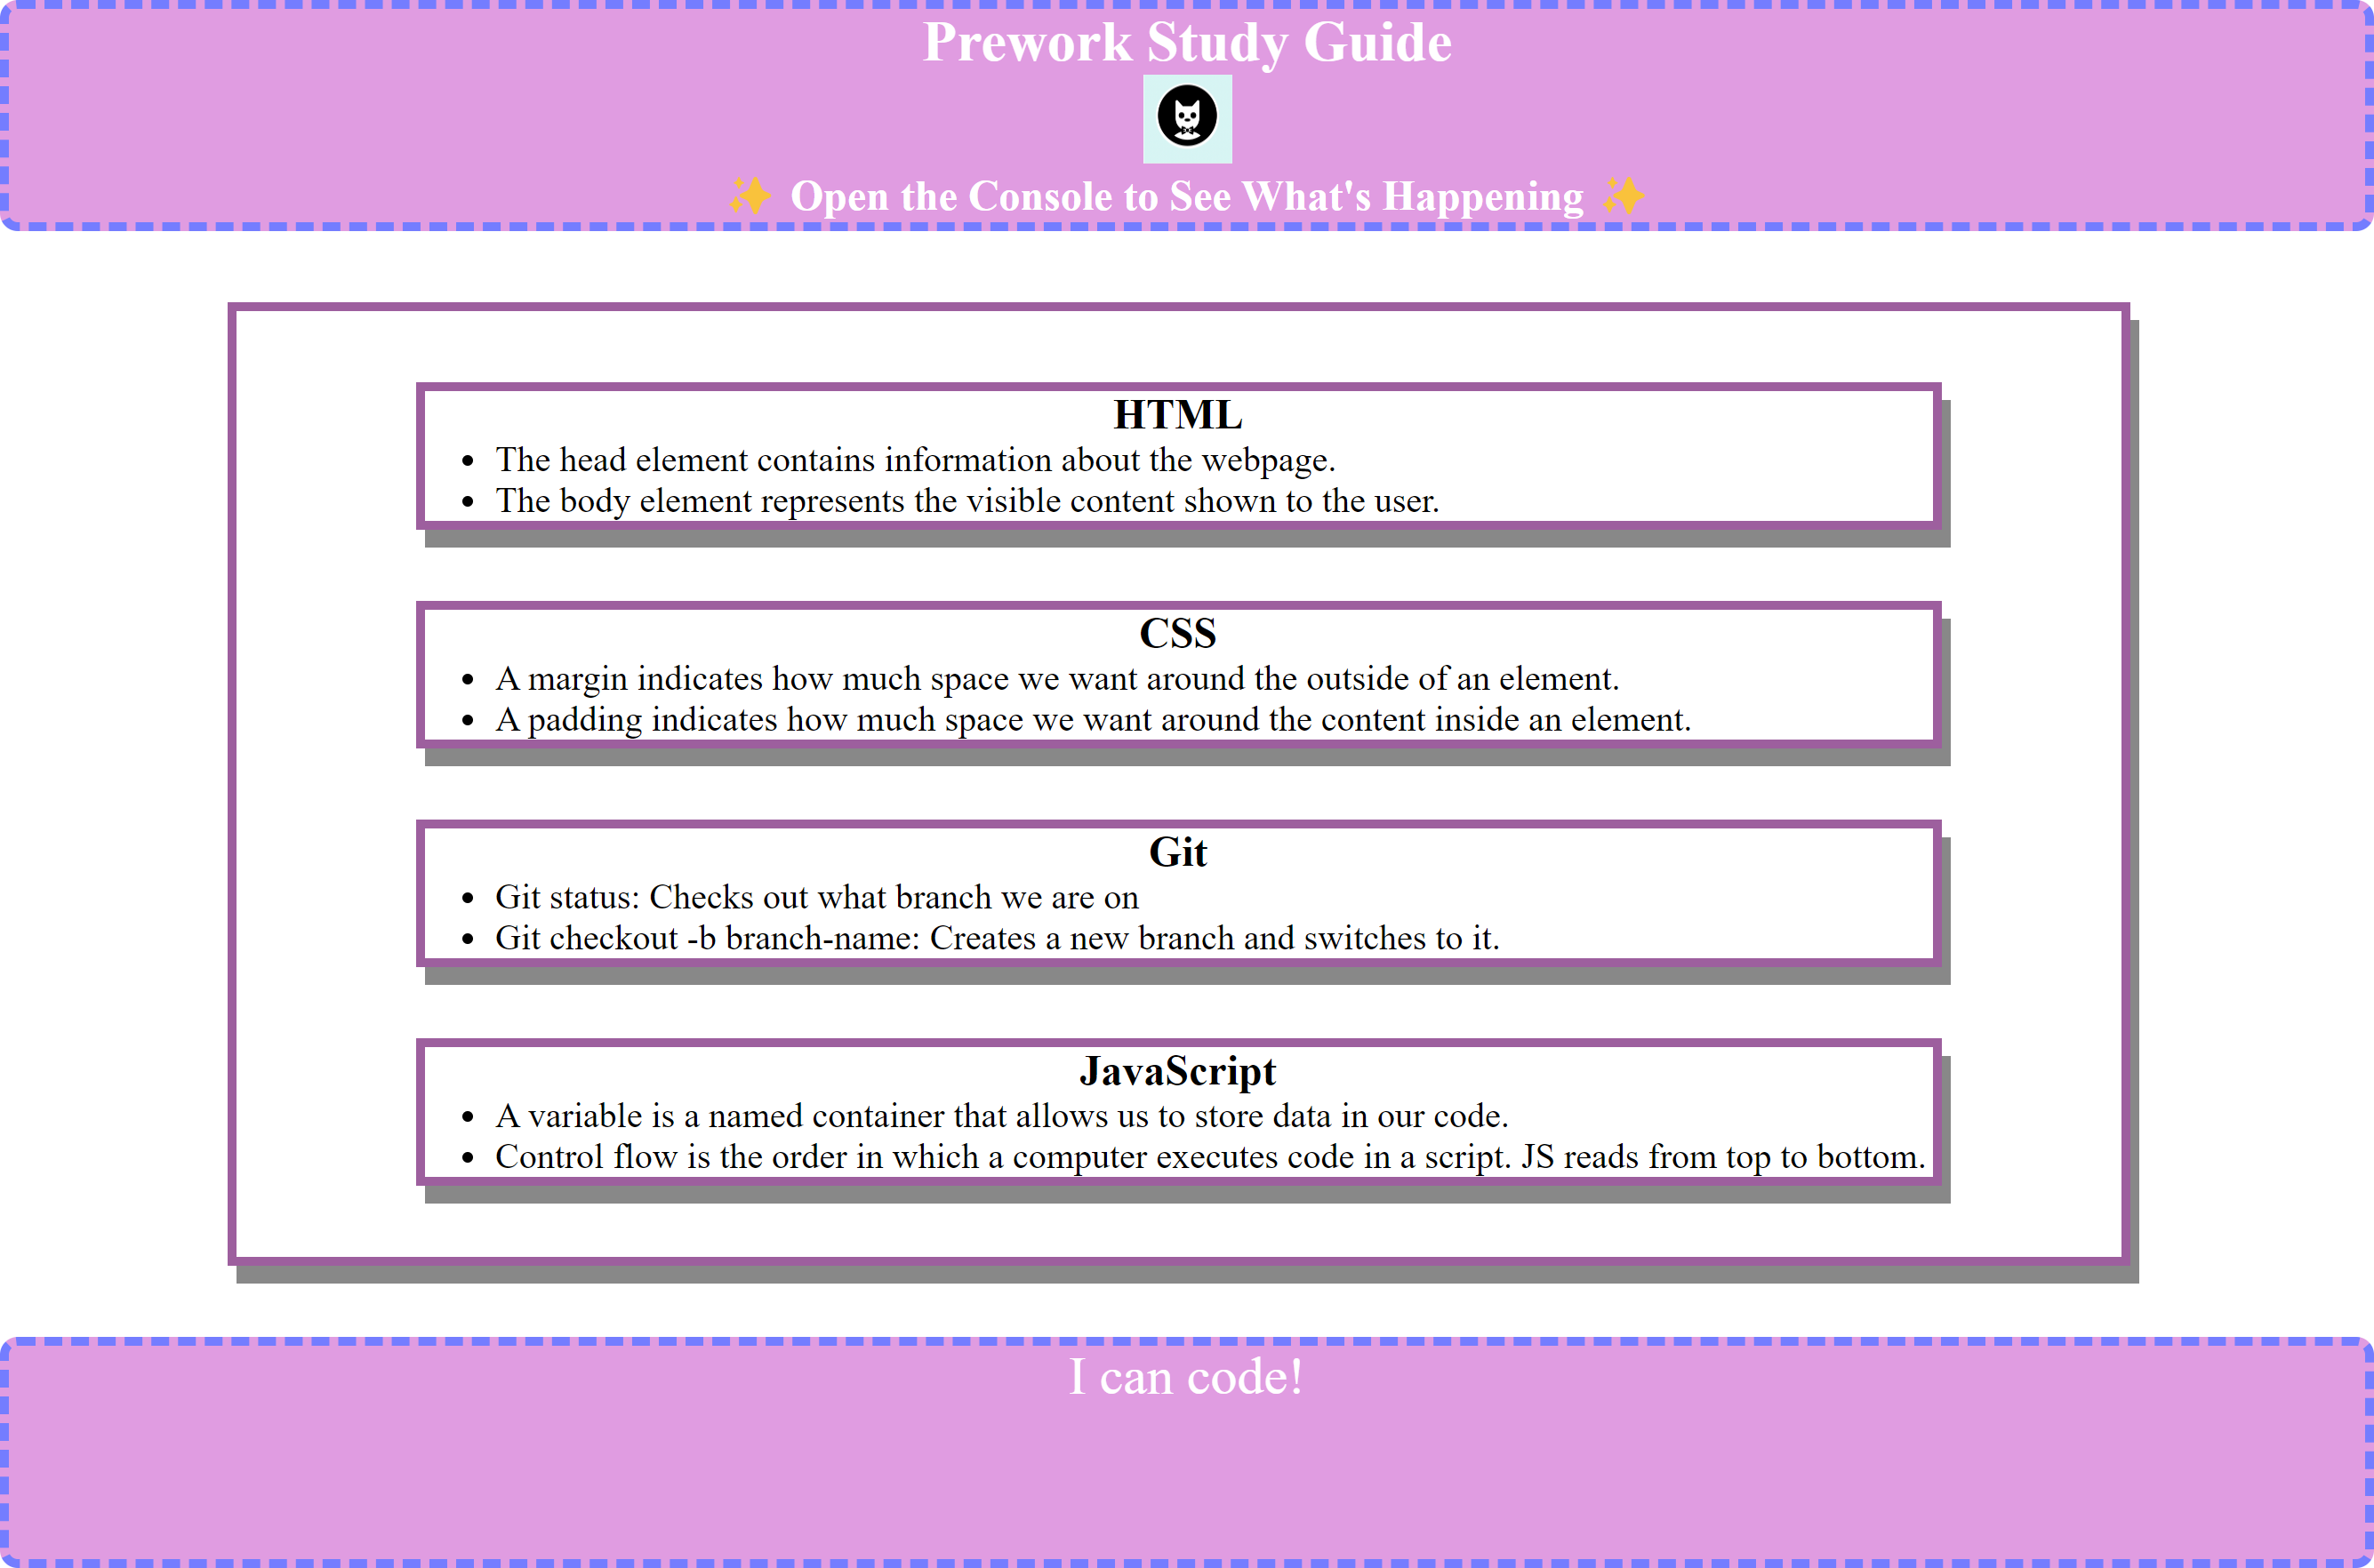 Prework Study Guide
✨ Open the Console to See What's Happening ✨
HTML
• The head element contains information about the webpage.
• The body element represents the visible content shown to the user.
CSS
• A margin indicates how much space we want around the outside of an element.
• A padding indicates how much space we want around the content inside an element.
Git
• Git status: Checks out what branch we are on
• Git checkout -b branch-name: Creates a new branch and switches to it.
JavaScript
• A variable is a named container that allows us to store data in our code.
• Control flow is the order in which a computer executes code in a script. JS reads from top to bottom.
I can code!